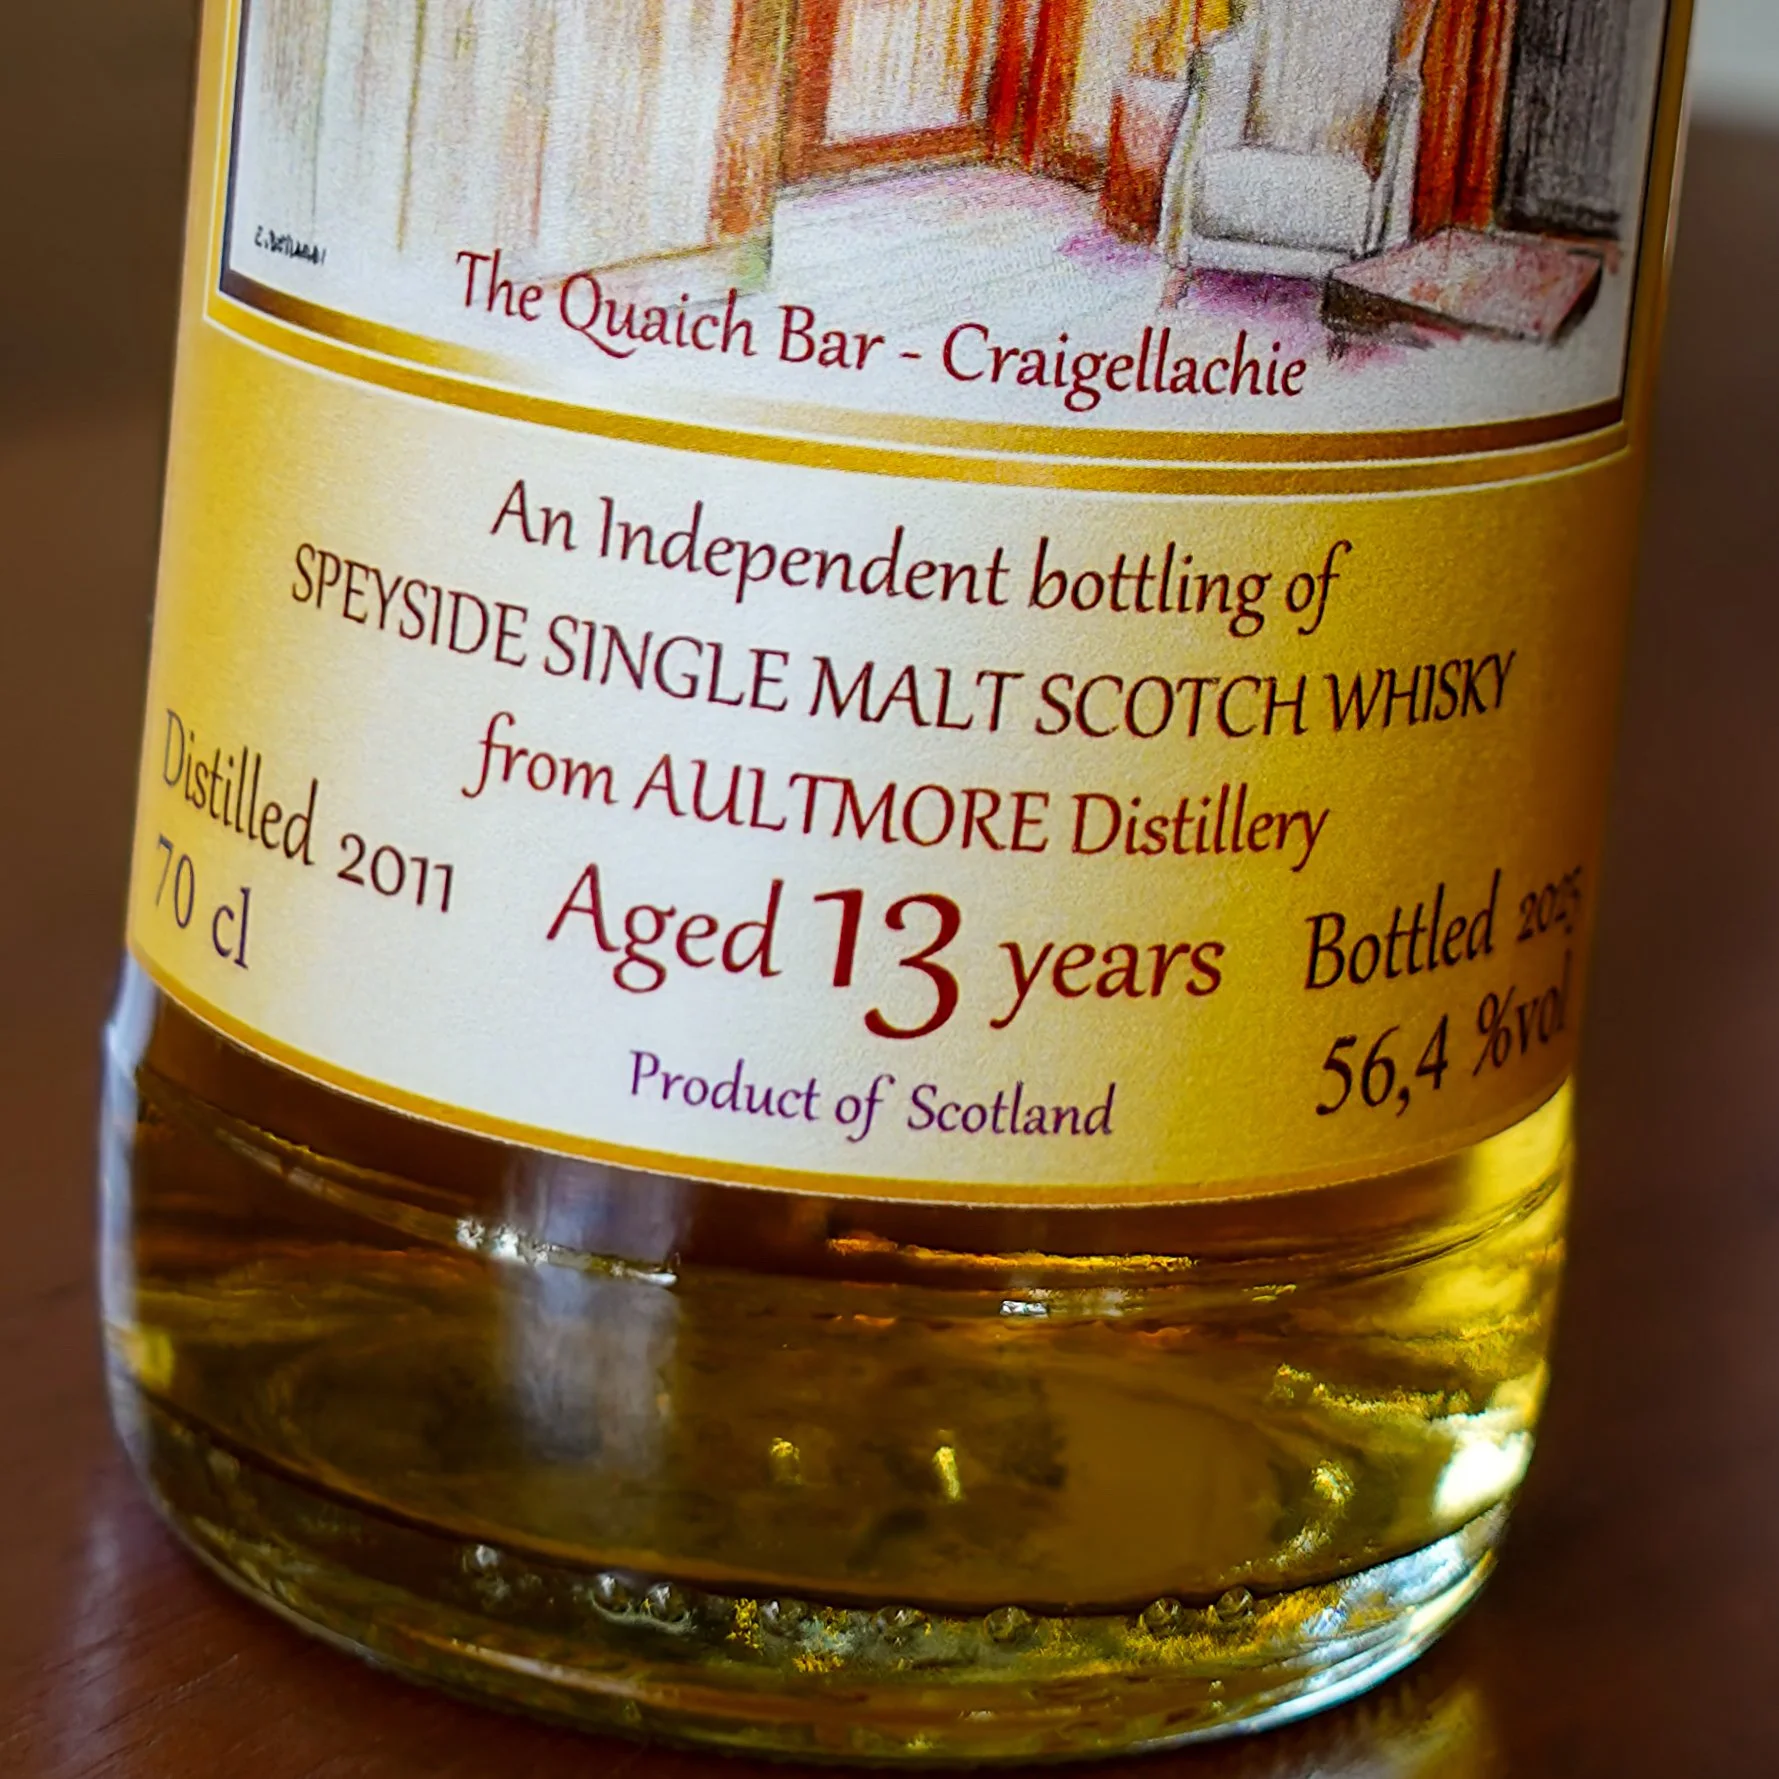 The Quaich Bar - Craigellachie
An Independent bottling of
SPEYSIDE SINGLE MALT SCOTCH WHISKY
from AULTMORE Distillery
Distilled 2011 Aged 13 years Bottled 2025
70 cl 56,4 %vol
Product of Scotland